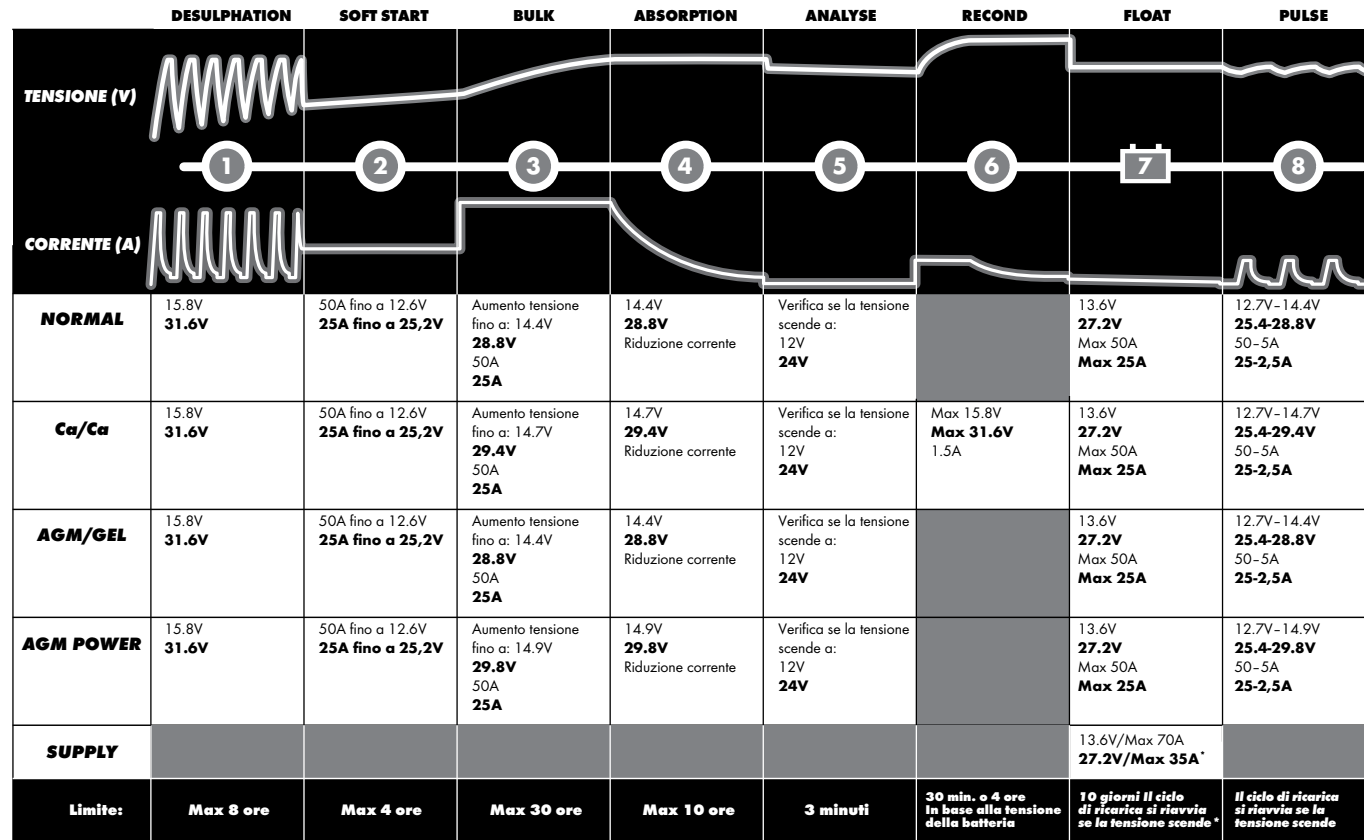 DESULPHATION SOFT START BULK ABSORPTION ANALYSE RECOND FLOAT PULSE
TENSIONE (V)
1 2 3 4 5 6 7 8
CORRENTE (A)
NORMAL
15.8V
31.6V
50A fino a 12.6V
25A fino a 25,2V
Aumento tensione
fino a: 14.4V
28.8V
50A
25A
14.4V
28.8V
Riduzione corrente
Verifica se la tensione
scende a:
12V
24V
13.6V
27.2V
Max 50A
Max 25A
12.7V–14.4V
25.4-28.8V
50–5A
25-2,5A
Ca/Ca
15.8V
31.6V
50A fino a 12.6V
25A fino a 25,2V
Aumento tensione
fino a: 14.7V
29.4V
50A
25A
14.7V
29.4V
Riduzione corrente
Verifica se la tensione
scende a:
12V
24V
Max 15.8V
Max 31.6V
1.5A
13.6V
27.2V
Max 50A
Max 25A
12.7V–14.7V
25.4-29.4V
50–5A
25-2,5A
AGM/GEL
15.8V
31.6V
50A fino a 12.6V
25A fino a 25,2V
Aumento tensione
fino a: 14.4V
28.8V
50A
25A
14.4V
28.8V
Riduzione corrente
Verifica se la tensione
scende a:
12V
24V
13.6V
27.2V
Max 50A
Max 25A
12.7V–14.4V
25.4-28.8V
50–5A
25-2,5A
AGM POWER
15.8V
31.6V
50A fino a 12.6V
25A fino a 25,2V
Aumento tensione
fino a: 14.9V
29.8V
50A
25A
14.9V
29.8V
Riduzione corrente
Verifica se la tensione
scende a:
12V
24V
13.6V
27.2V
Max 50A
Max 25A
12.7V–14.9V
25.4-29.8V
50–5A
25-2,5A
SUPPLY
13.6V/Max 70A
27.2V/Max 35A*
Limite:
Max 8 ore
Max 4 ore
Max 30 ore
Max 10 ore
3 minuti
30 min. o 4 ore
In base alla tensione
della batteria
10 giorni Il ciclo
di ricarica si riavvia
se la tensione scende*
Il ciclo di ricarica
si riavvia se la
tensione scende